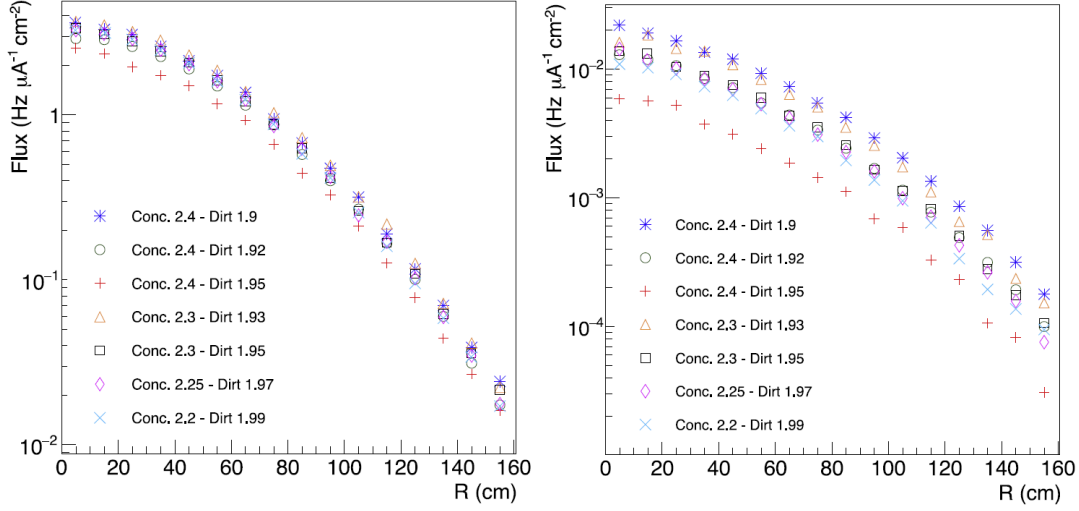 Flux (Hz μA⁻¹ cm⁻²)
1
10⁻¹
10⁻²
Conc. 2.4 - Dirt 1.9
Conc. 2.4 - Dirt 1.92
Conc. 2.4 - Dirt 1.95
Conc. 2.3 - Dirt 1.93
Conc. 2.3 - Dirt 1.95
Conc. 2.25 - Dirt 1.97
Conc. 2.2 - Dirt 1.99
0 20 40 60 80 100 120 140 160
R (cm)
Flux (Hz μA⁻¹ cm⁻²)
10⁻²
10⁻³
10⁻⁴
Conc. 2.4 - Dirt 1.9
Conc. 2.4 - Dirt 1.92
Conc. 2.4 - Dirt 1.95
Conc. 2.3 - Dirt 1.93
Conc. 2.3 - Dirt 1.95
Conc. 2.25 - Dirt 1.97
Conc. 2.2 - Dirt 1.99
0 20 40 60 80 100 120 140 160
R (cm)